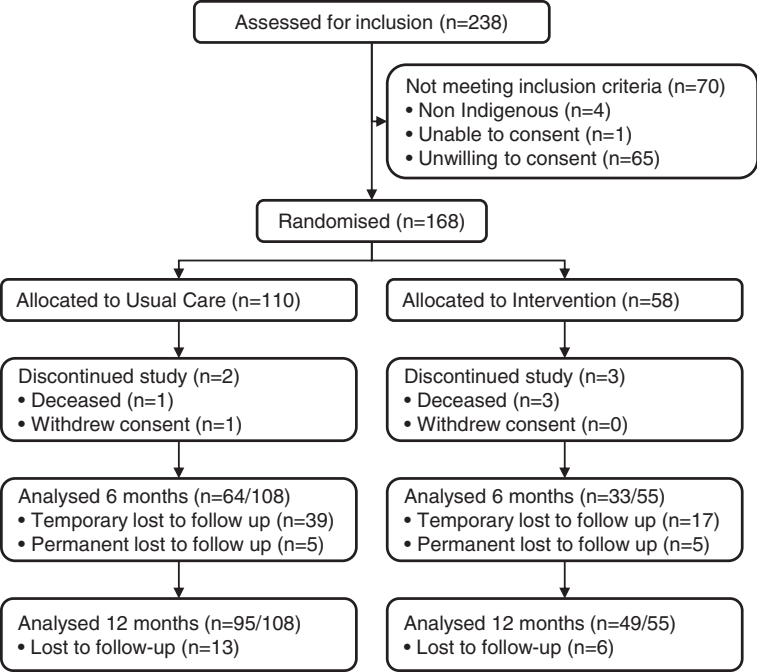 Assessed for inclusion (n=238)
Not meeting inclusion criteria (n=70)
• Non Indigenous (n=4)
• Unable to consent (n=1)
• Unwilling to consent (n=65)
Randomised (n=168)
Allocated to Usual Care (n=110)
Allocated to Intervention (n=58)
Discontinued study (n=2)
• Deceased (n=1)
• Withdrew consent (n=1)
Discontinued study (n=3)
• Deceased (n=3)
• Withdrew consent (n=0)
Analysed 6 months (n=64/108)
• Temporary lost to follow up (n=39)
• Permanent lost to follow up (n=5)
Analysed 6 months (n=33/55)
• Temporary lost to follow up (n=17)
• Permanent lost to follow up (n=5)
Analysed 12 months (n=95/108)
• Lost to follow-up (n=13)
Analysed 12 months (n=49/55)
• Lost to follow-up (n=6)